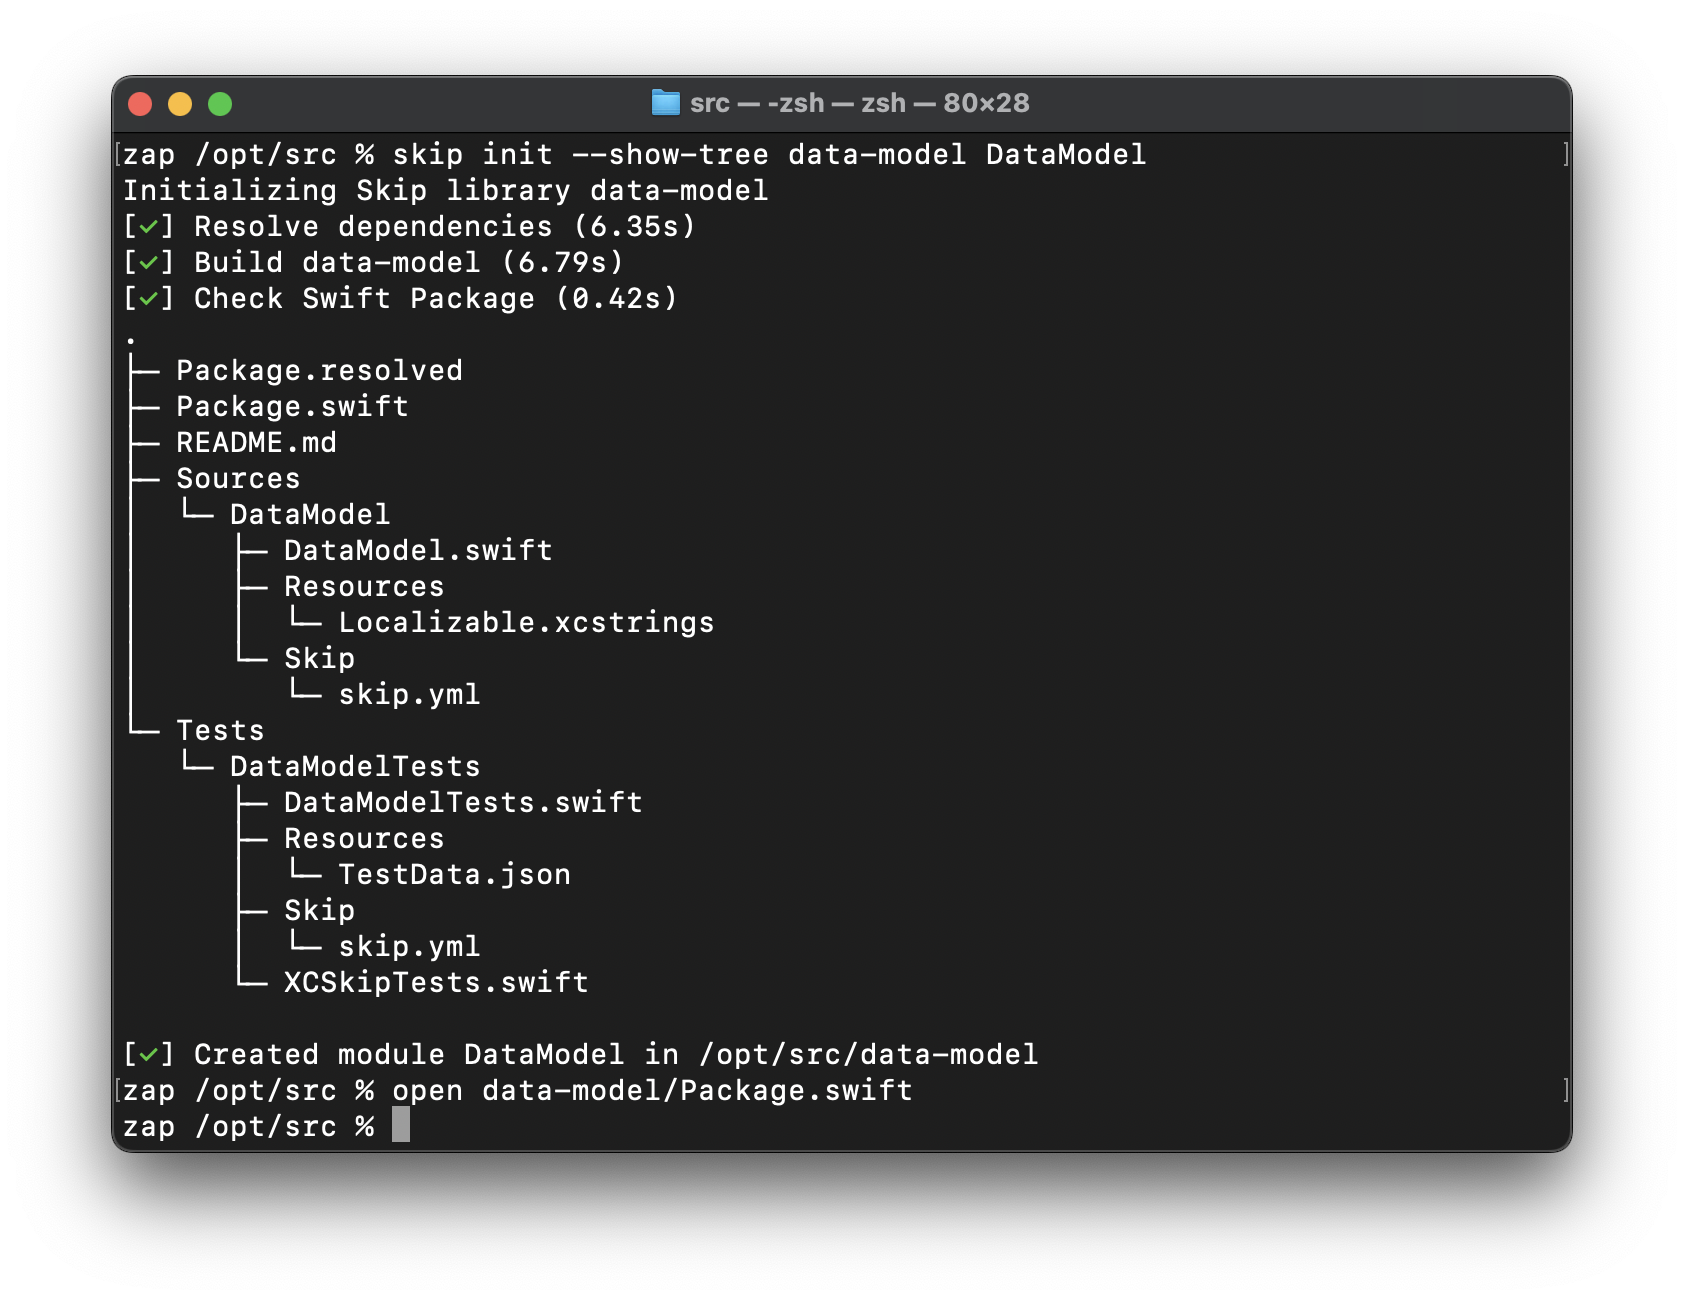 src — -zsh — zsh — 80×28
[zap /opt/src % skip init --show-tree data-model DataModel ]
Initializing Skip library data-model
[✓] Resolve dependencies (6.35s)
[✓] Build data-model (6.79s)
[✓] Check Swift Package (0.42s)
.
├─ Package.resolved
├─ Package.swift
├─ README.md
├─ Sources
│  └─ DataModel
│     ├─ DataModel.swift
│     ├─ Resources
│     │  └─ Localizable.xcstrings
│     └─ Skip
│        └─ skip.yml
└─ Tests
   └─ DataModelTests
      ├─ DataModelTests.swift
      ├─ Resources
      │  └─ TestData.json
      ├─ Skip
      │  └─ skip.yml
      └─ XCSkipTests.swift
[✓] Created module DataModel in /opt/src/data-model
[zap /opt/src % open data-model/Package.swift ]
zap /opt/src %